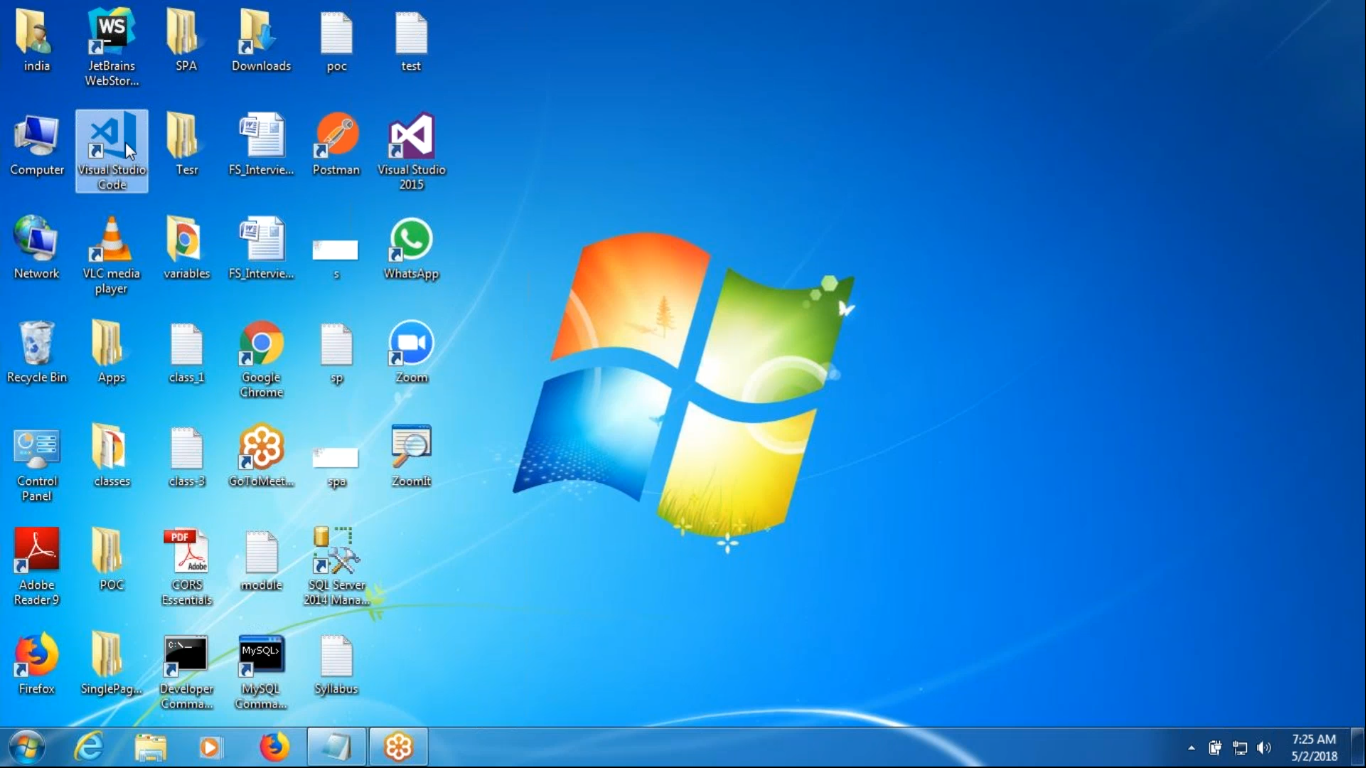 india
JetBrains
WebStor...
SPA
Downloads
poc
test
WS
Computer
Visual Studio
Code
Tesr
FS_Intervie...
Postman
Visual Studio
2015
Network
VLC media
player
variables
FS_Intervie...
s
WhatsApp
Recycle Bin
Apps
class_1
Google
Chrome
sp
Zoom
Control
Panel
classes
class-3
GoToMeet...
spa
ZoomIt
PDF
Adobe
Adobe
Reader 9
POC
CORS
Essentials
module
SQL Server
2014 Mana...
C:\_
MySQL>
Firefox
SinglePag...
Developer
Comma...
MySQL
Comma...
Syllabus
7:25 AM
5/2/2018